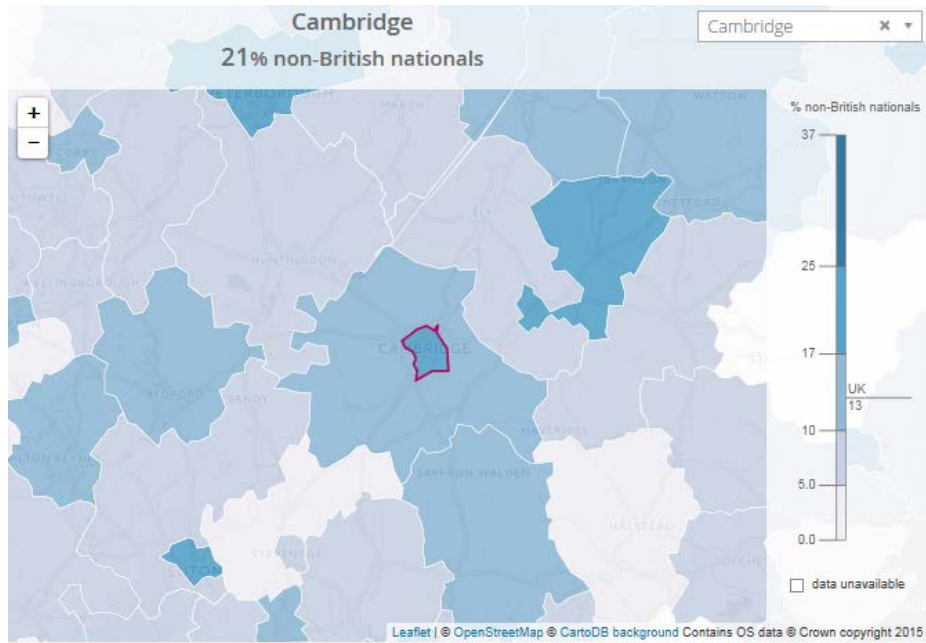 Cambridge
21% non-British nationals
Cambridge × ▾
+
−
% non-British nationals
37
25
17
UK
13
10
5.0
0.0
data unavailable
PETERBOROUGH
MARCH
WATTON
CORBY
BRANDON
THETFORD
ELY
HUNTINGDON
WELLINGBOROUGH
CAMBRIDGE
BEDFORD
SANDY
HAVERHILL
SAFFRON WALDEN
HALSTEAD
STEVENAGE
LUTON
Leaflet | © OpenStreetMap © CartoDB background Contains OS data © Crown copyright 2015